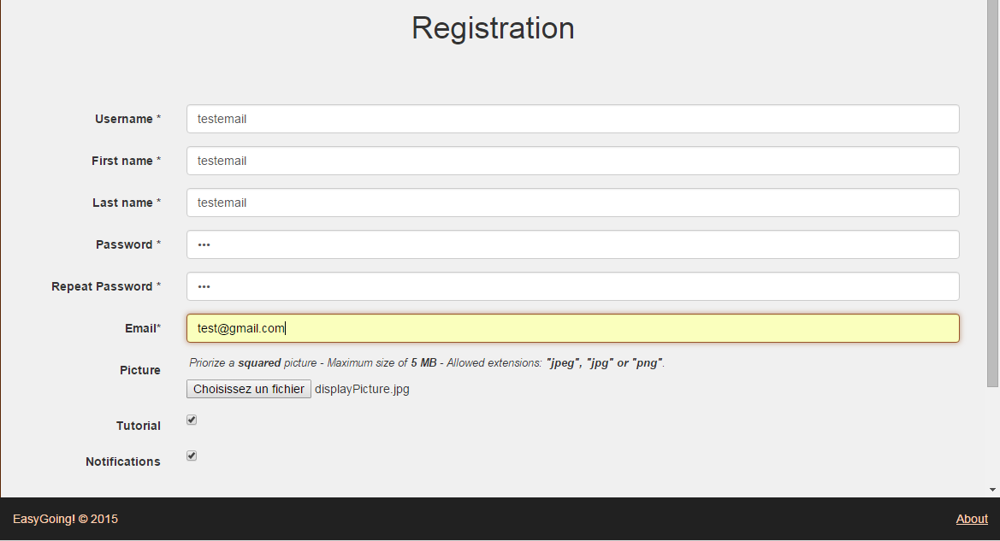 Registration
Username * testemail
First name * testemail
Last name * testemail
Password * •••
Repeat Password * •••
Email* test@gmail.com
Picture Priorize a squared picture - Maximum size of 5 MB - Allowed extensions: "jpeg", "jpg" or "png".
Choisissez un fichier displayPicture.jpg
Tutorial
Notifications
EasyGoing! © 2015 About